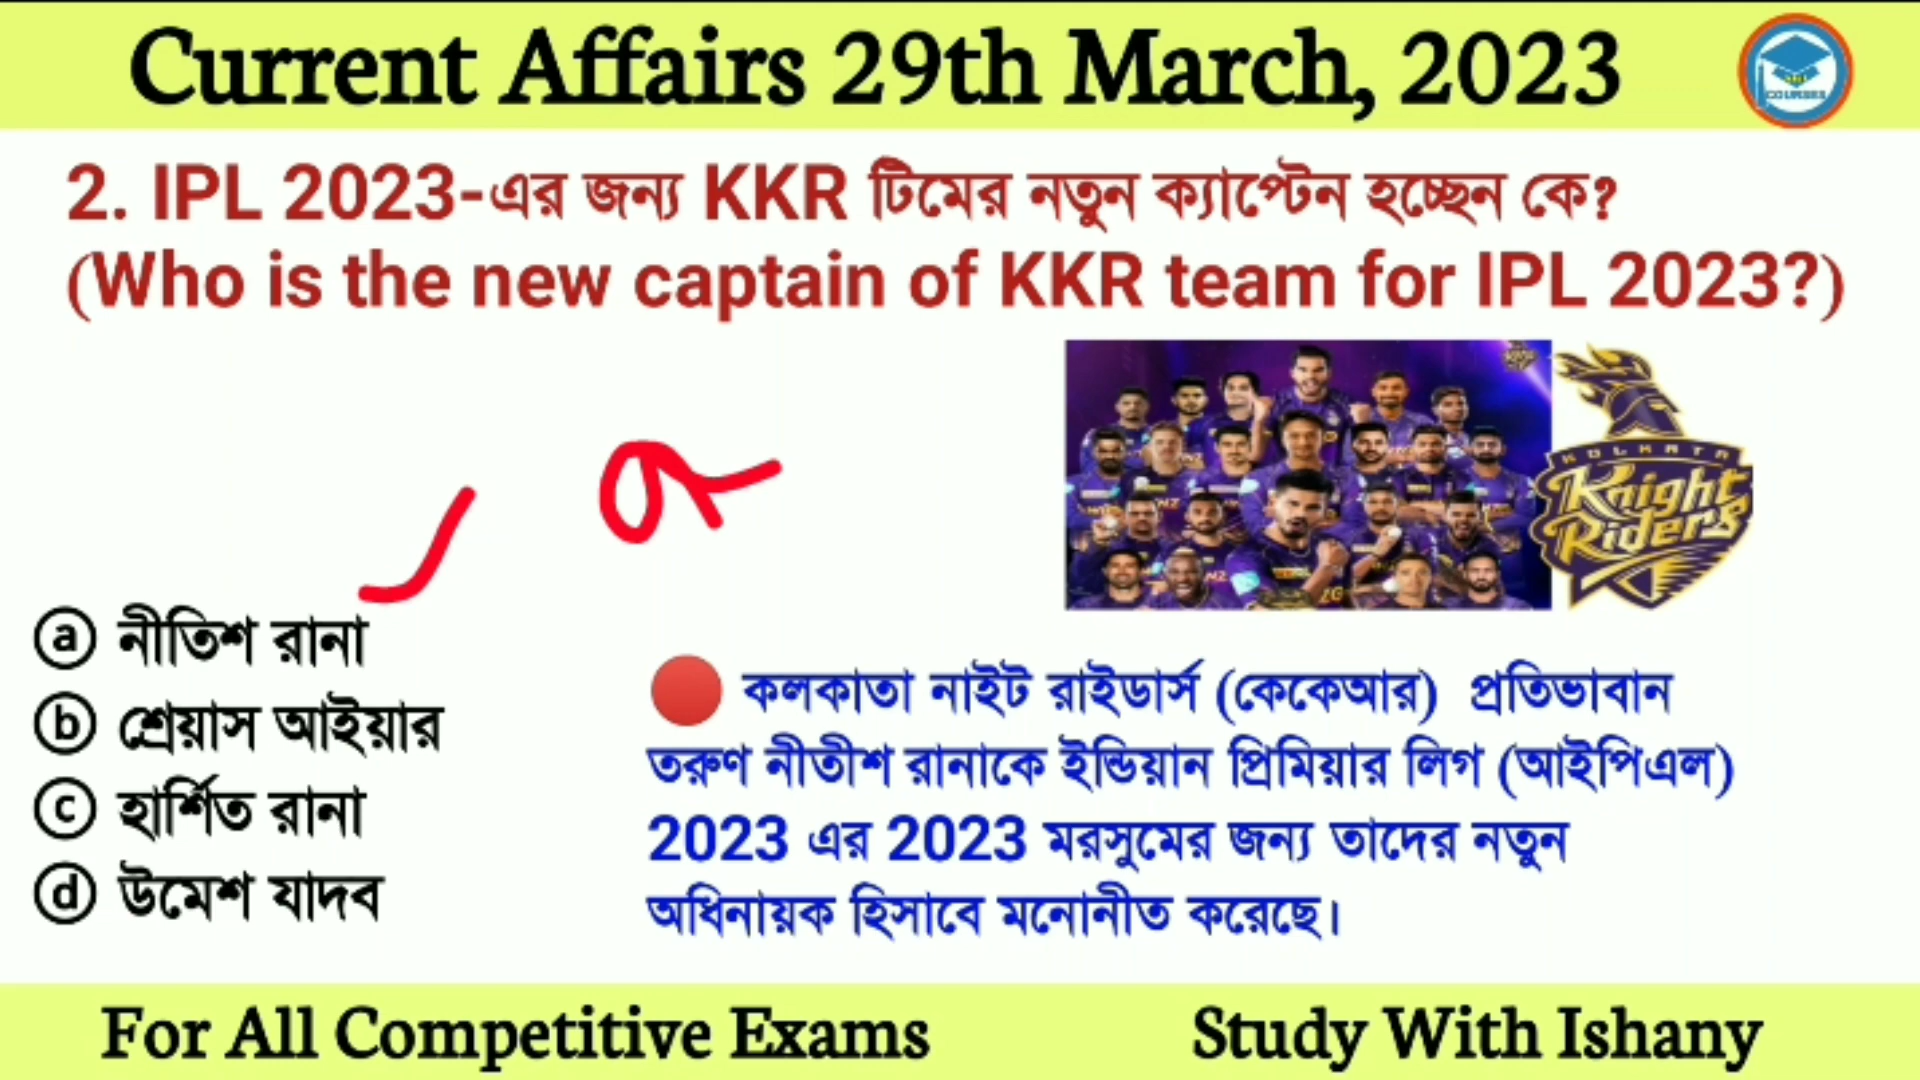 Current Affairs 29th March, 2023
COURSES
2. IPL 2023-এর জন্য KKR টিমের নতুন ক্যাপ্টেন হচ্ছেন কে?
(Who is the new captain of KKR team for IPL 2023?)
KOLKATA
Knight
Riders
a
ⓐ নীতিশ রানা
ⓑ শ্রেয়াস আইয়ার
ⓒ হার্শিত রানা
ⓓ উমেশ যাদব
🔴 কলকাতা নাইট রাইডার্স (কেকেআর) প্রতিভাবান
তরুণ নীতীশ রানাকে ইন্ডিয়ান প্রিমিয়ার লিগ (আইপিএল)
2023 এর 2023 মরসুমের জন্য তাদের নতুন
অধিনায়ক হিসাবে মনোনীত করেছে।
For All Competitive Exams
Study With Ishany